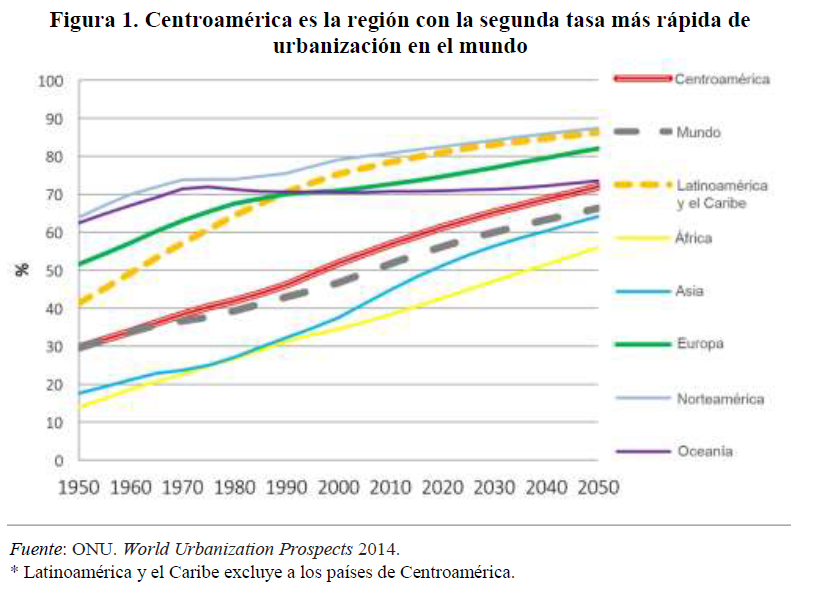 Figura 1. Centroamérica es la región con la segunda tasa más rápida de
urbanización en el mundo
100
90
80
70
60
50
40
30
20
10
0
%
1950 1960 1970 1980 1990 2000 2010 2020 2030 2040 2050
Centroamérica
Mundo
Latinoamérica
y el Caribe
África
Asia
Europa
Norteamérica
Oceanía
Fuente: ONU. World Urbanization Prospects 2014.
* Latinoamérica y el Caribe excluye a los países de Centroamérica.